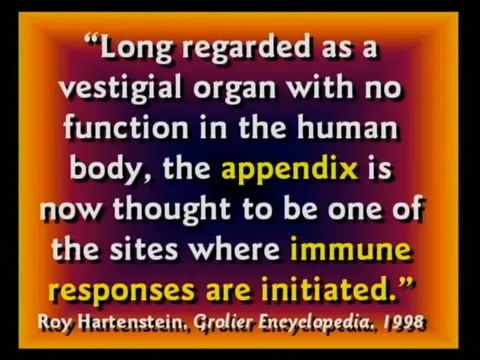 “Long regarded as a
vestigial organ with no
function in the human
body, the appendix is
now thought to be one of
the sites where immune
responses are initiated.”
Roy Hartenstein, Grolier Encyclopedia, 1998